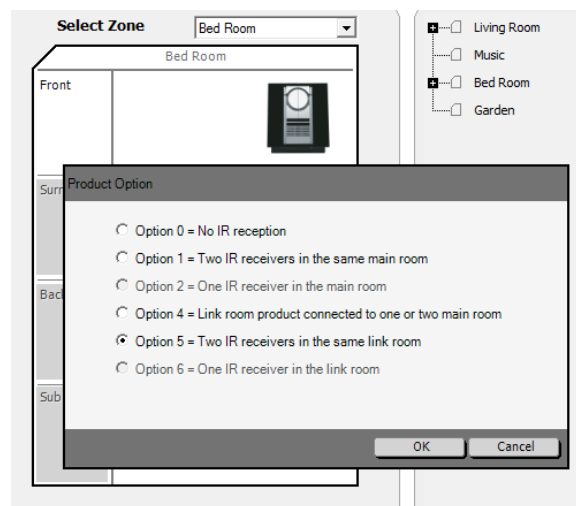 Select Zone
Bed Room
Bed Room
Front
Living Room
Music
Bed Room
Garden
Product Option
Option 0 = No IR reception
Option 1 = Two IR receivers in the same main room
Option 2 = One IR receiver in the main room
Option 4 = Link room product connected to one or two main room
Option 5 = Two IR receivers in the same link room
Option 6 = One IR receiver in the link room
Sub
OK
Cancel